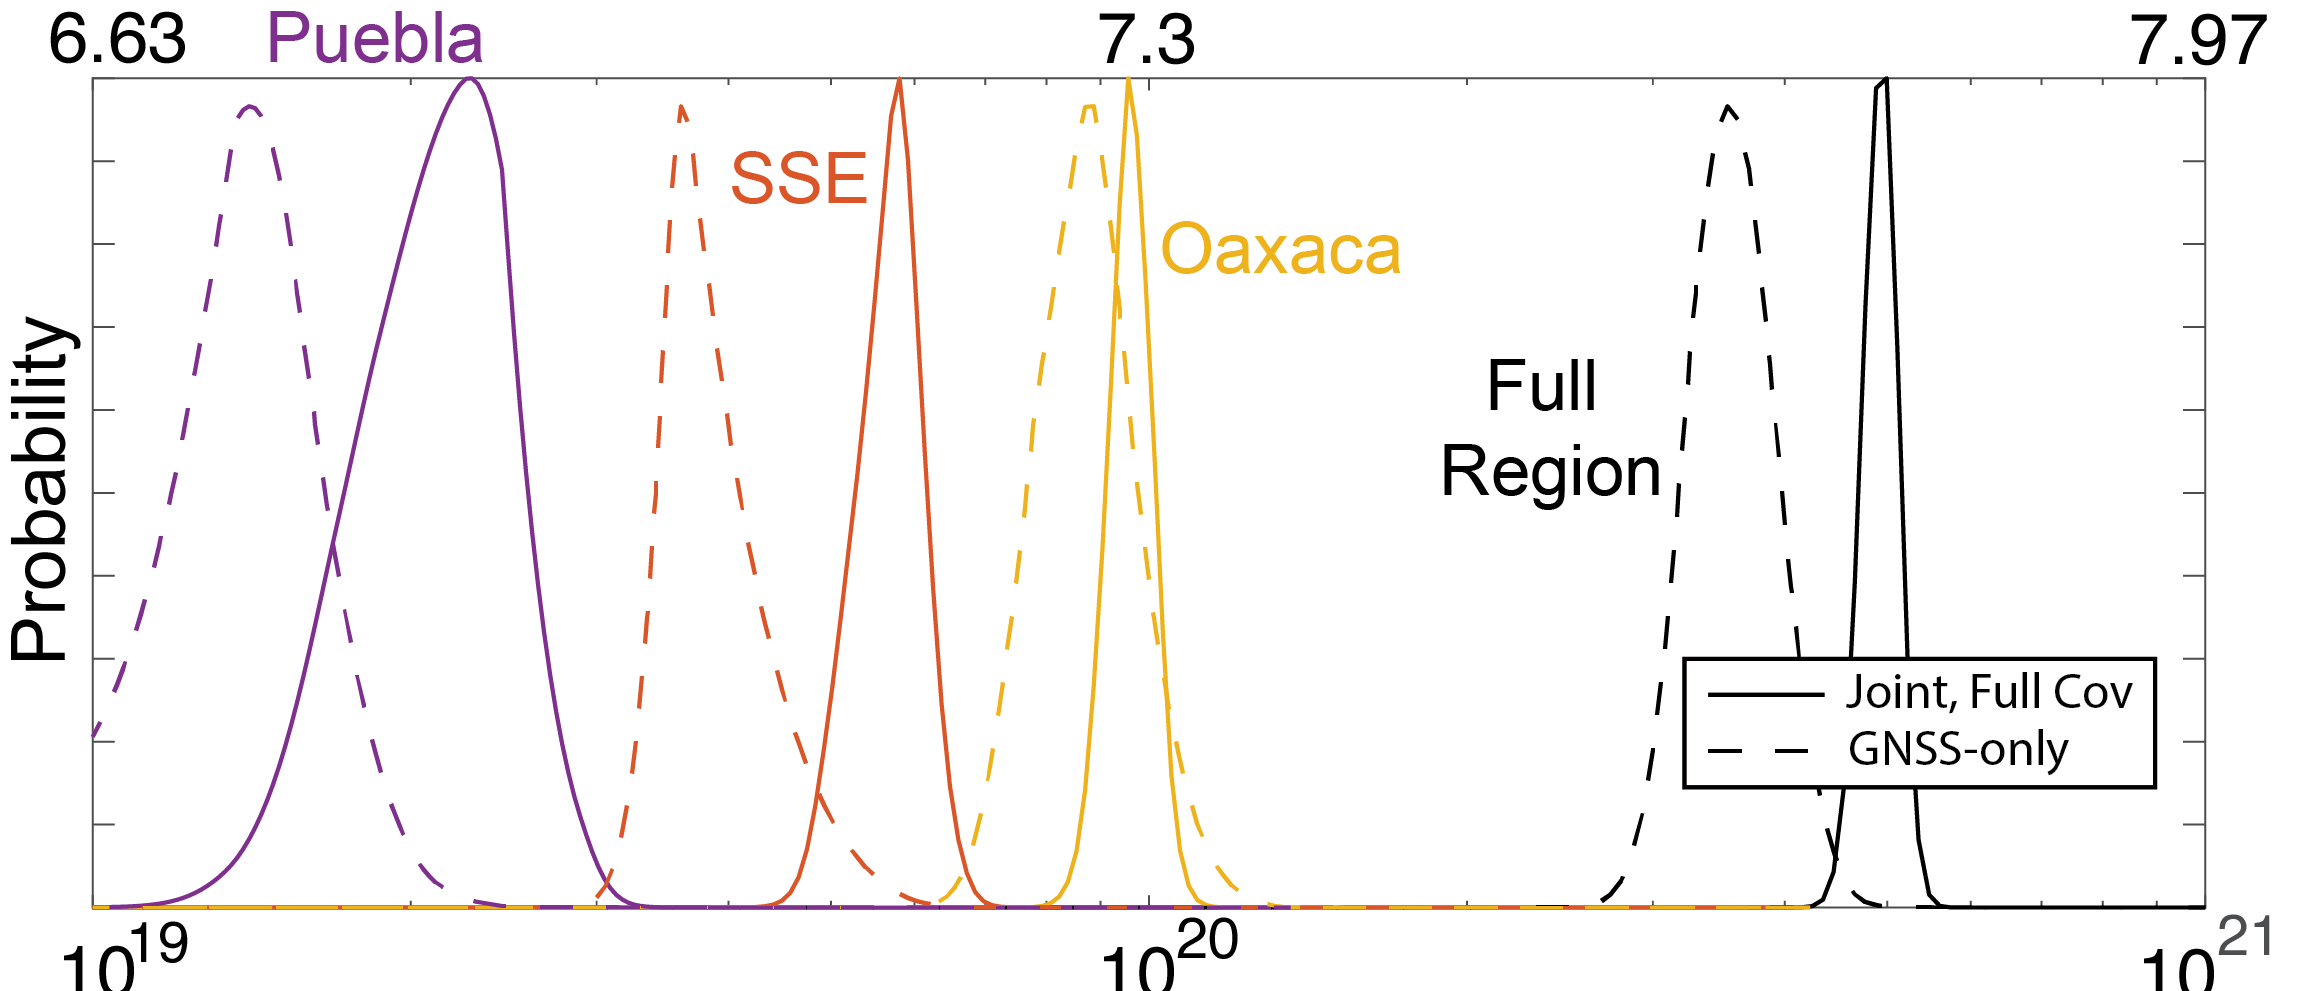 6.63 Puebla 7.3 7.97
SSE
Oaxaca
Full
Region
Probability
Joint, Full Cov
GNSS-only
10^19 10^20 10^21